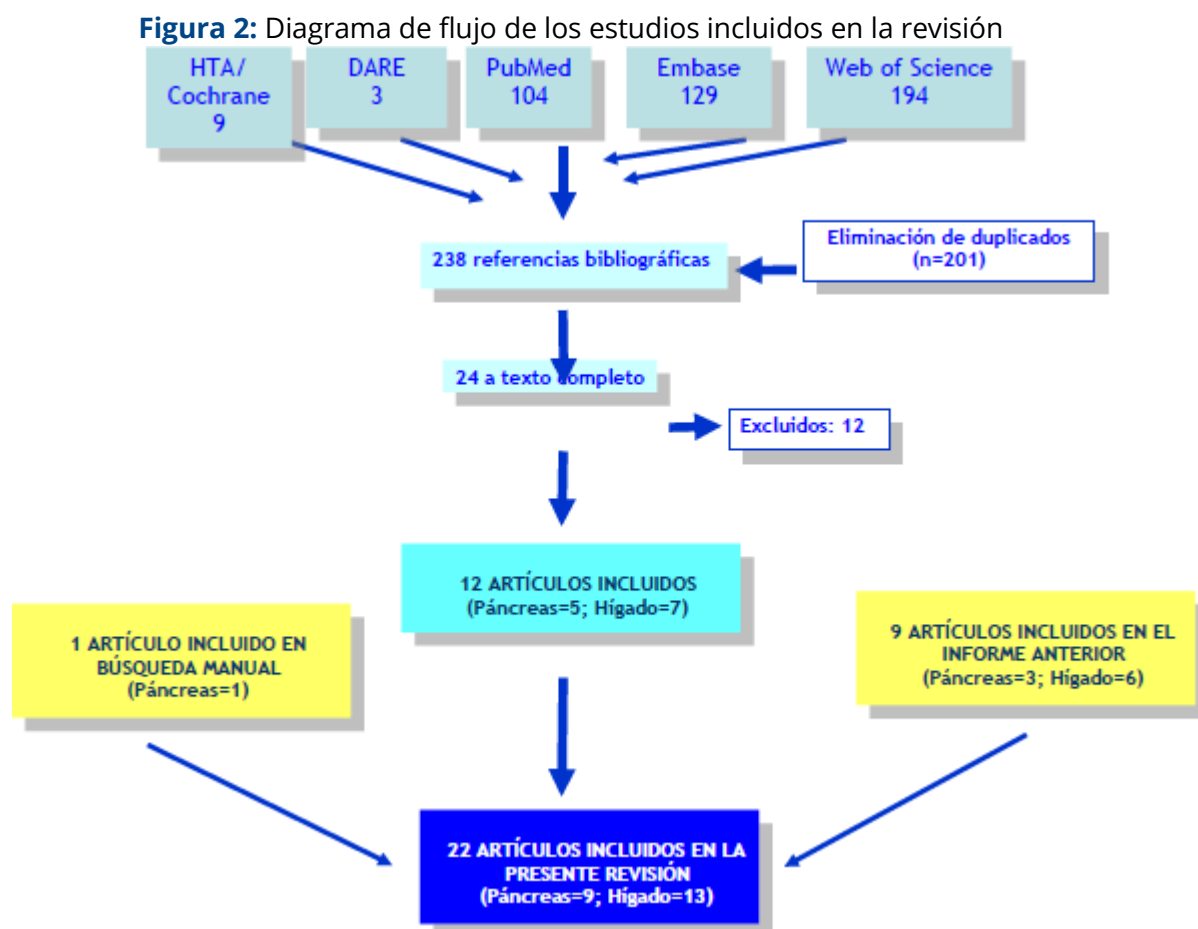 Figura 2: Diagrama de flujo de los estudios incluidos en la revisión
HTA/
Cochrane
9
DARE
3
PubMed
104
Embase
129
Web of Science
194
Eliminación de duplicados
(n=201)
238 referencias bibliográficas
24 a texto completo
Excluidos: 12
12 ARTÍCULOS INCLUIDOS
(Páncreas=5; Hígado=7)
1 ARTÍCULO INCLUIDO EN
BÚSQUEDA MANUAL
(Páncreas=1)
9 ARTÍCULOS INCLUIDOS EN EL
INFORME ANTERIOR
(Páncreas=3; Hígado=6)
22 ARTÍCULOS INCLUIDOS EN LA
PRESENTE REVISIÓN
(Páncreas=9; Hígado=13)